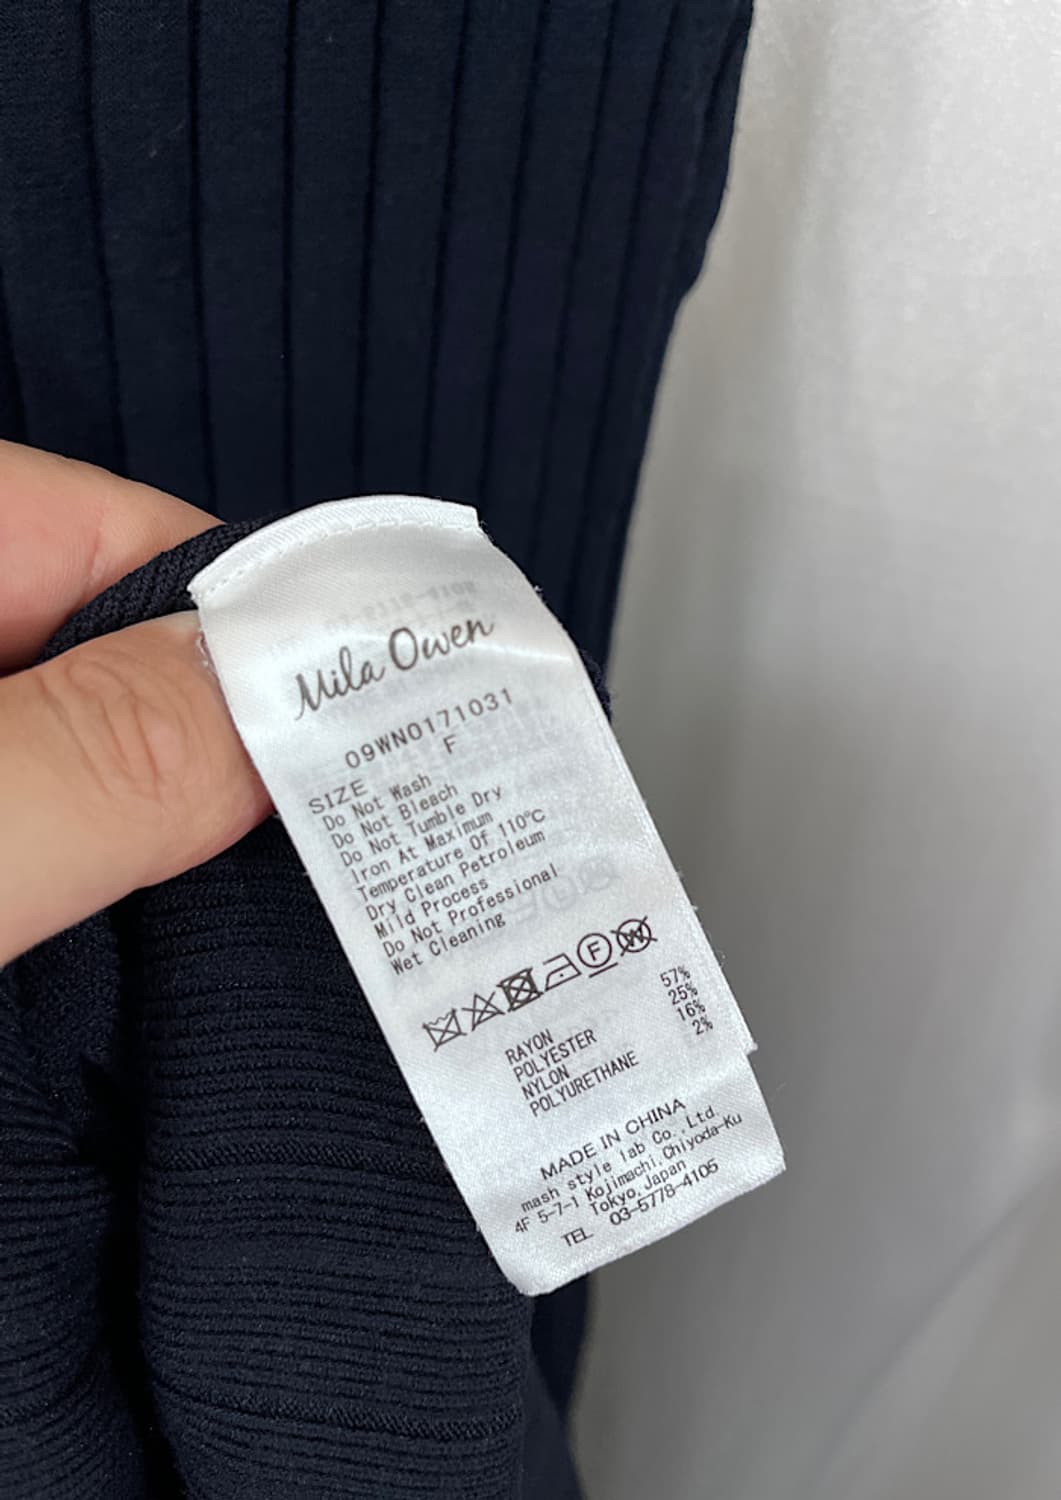 Mila Owen
09WN0171031
SIZE F
Do Not Wash
Do Not Bleach
Do Not Tumble Dry
Iron At Maximum
Temperature Of 110℃
Dry Clean Petroleum
Mild Process
Do Not Professional
Wet Cleaning
F W
RAYON 57%
POLYESTER 25%
NYLON 16%
POLYURETHANE 2%
MADE IN CHINA
mash style lab Co.,Ltd.
4F 5-7-1 Kojimachi,Chiyoda-Ku
Tokyo,Japan
TEL 03-5778-4105